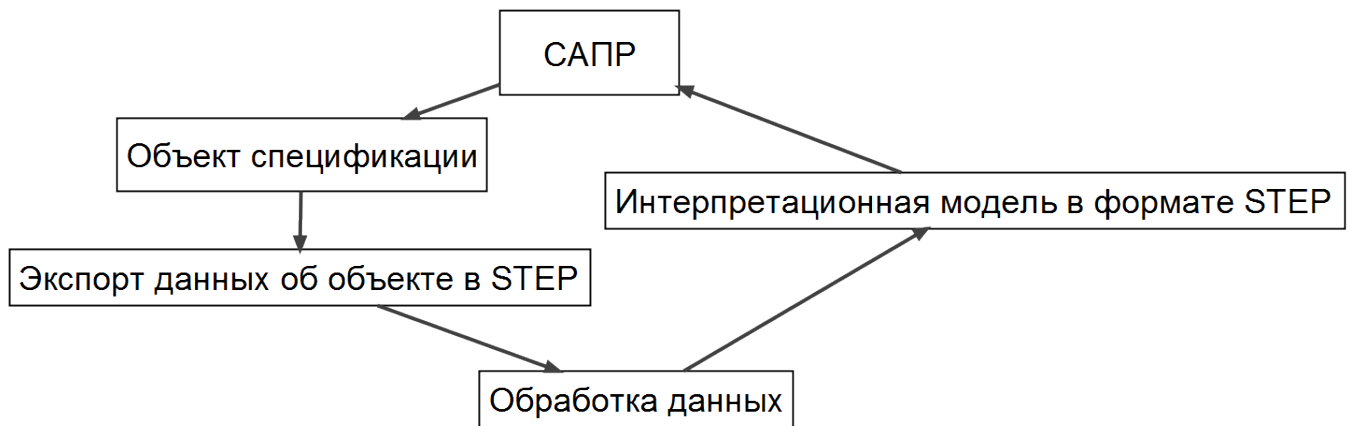 САПР
Объект спецификации
Интерпретационная модель в формате STEP
Экспорт данных об объекте в STEP
Обработка данных